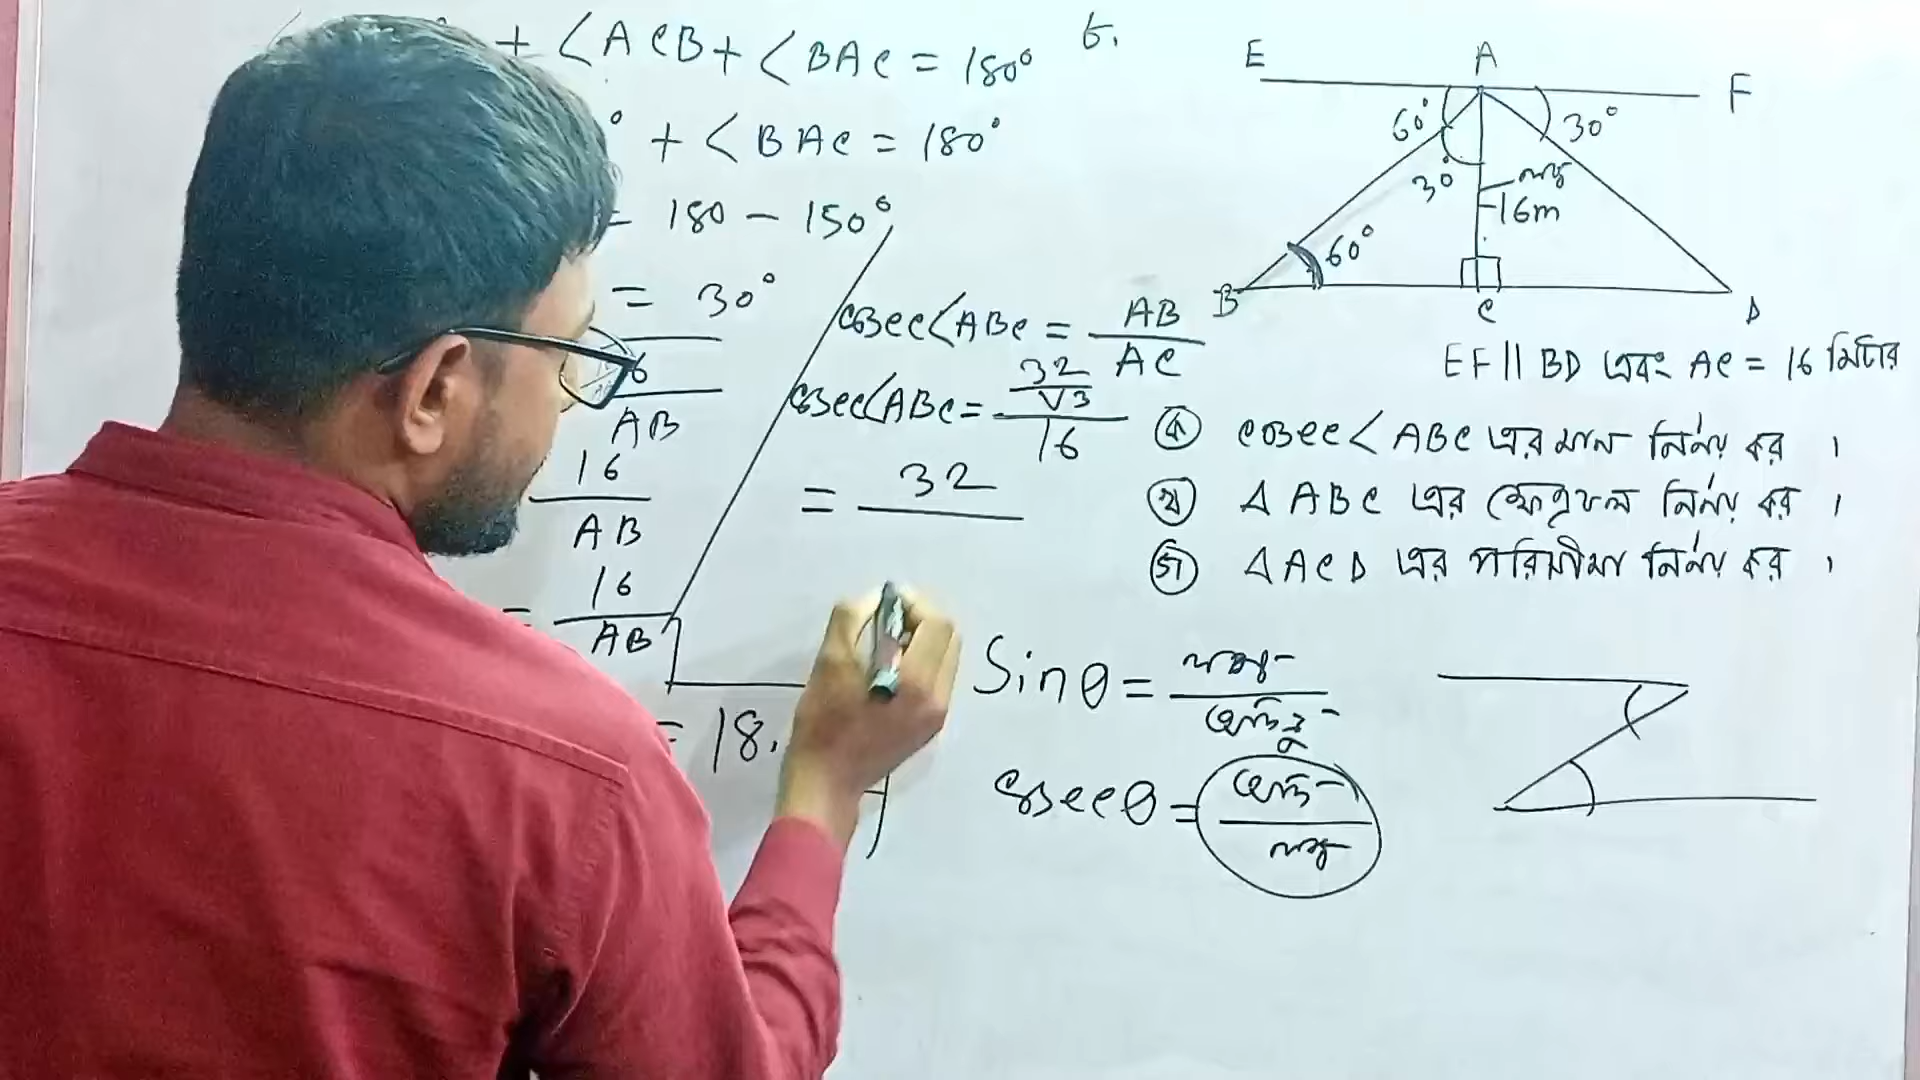 + <ACB + <BAC = 180°
° + <BAC = 180°
= 180 - 150°
= 30°
6
AB
16
AB
16
= AB
= 18.
cosec<ABC = AB/AC
cosec<ABC = 32/√3/16
= 32
৮.
E A F
60° 30°
30° লম্ব
16m
60°
B C D
EF || BD এবং AC = 16 মিটার
ক cosec<ABC এর মান নির্ণয় কর ।
খ ΔABC এর ক্ষেত্রফল নির্ণয় কর ।
গ ΔACD এর পরিসীমা নির্ণয় কর ।
Sinθ = লম্ব/অতিভু
cosecθ = অতি/লম্ব